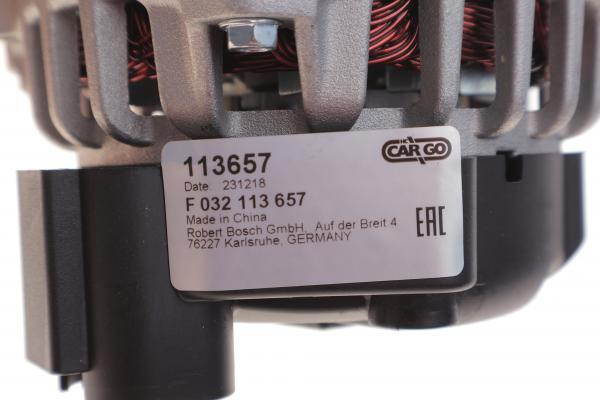 113657
HC CARGO
Date: 231218
F 032 113 657
Made in China
Robert Bosch GmbH, Auf der Breit 4
76227 Karlsruhe, GERMANY
EAC